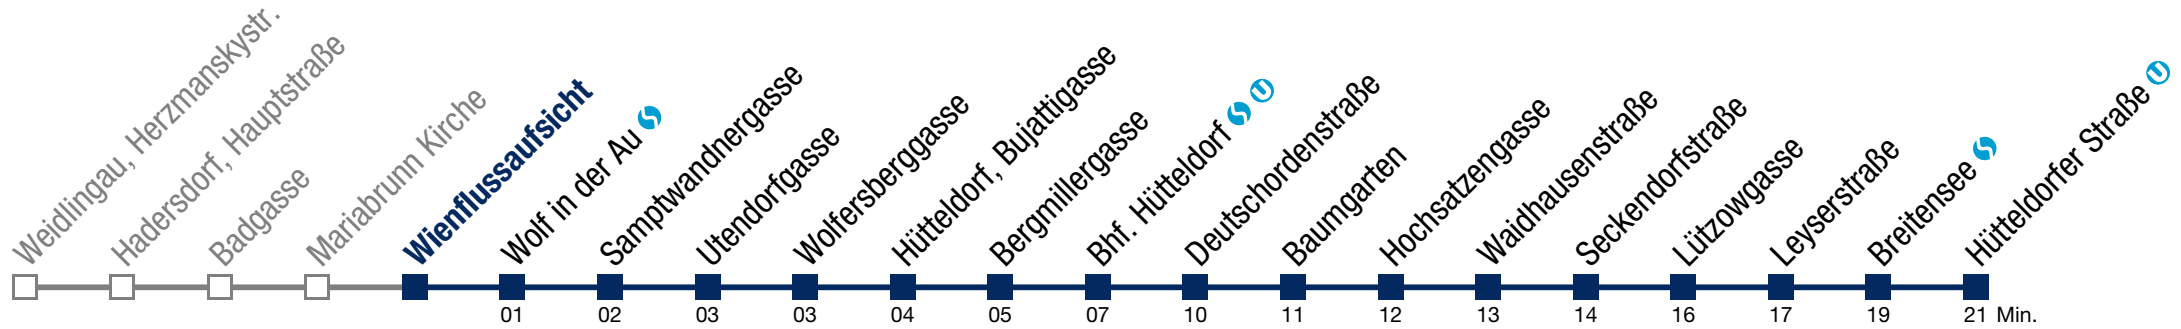 Weidlingau, Herzmanskystr.
Hadersdorf, Hauptstraße
Badgasse
Mariabrunn Kirche
Wienflussaufsicht
Wolf in der Au
Samptwandnergasse
Utendorfgasse
Wolfersberggasse
Hütteldorf, Bujattigasse
Bergmillergasse
Bhf. Hütteldorf
Deutschordenstraße
Baumgarten
Hochsatzengasse
Waidhausenstraße
Seckendorfstraße
Lützowgasse
Leyserstraße
Breitensee
Hütteldorfer Straße
01 02 03 03 04 05 07 10 11 12 13 14 16 17 19 21 Min.